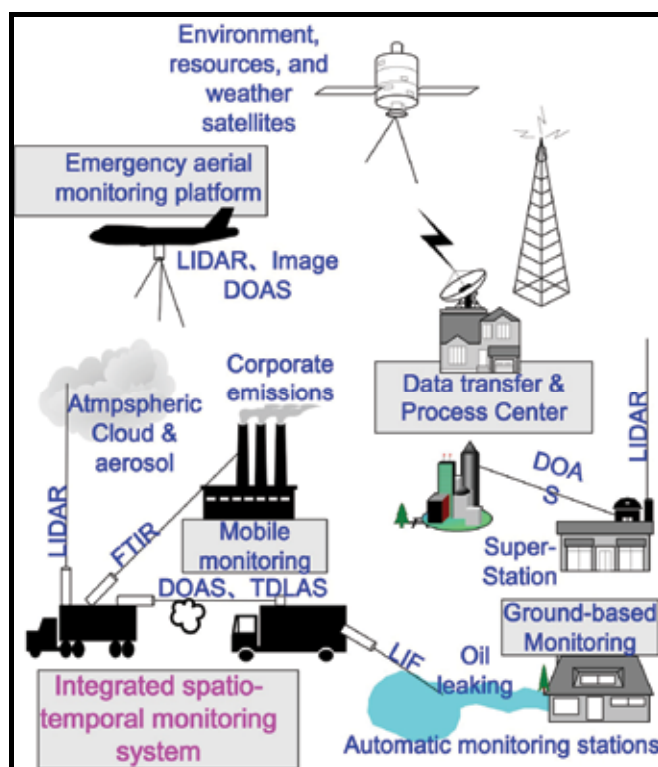 Environment,
resources, and
weather
satellites
Emergency aerial
monitoring platform
LIDAR、Image
DOAS
Corporate
emissions
Data transfer &
Process Center
Atmpspheric
Cloud &
aerosol
LIDAR
FTIR
LIDAR
DOA
S
Mobile
monitoring
Super-
Station
DOAS、TDLAS
Ground-based
Monitoring
LIF
Oil
leaking
Integrated spatio-
temporal monitoring
system
Automatic monitoring stations